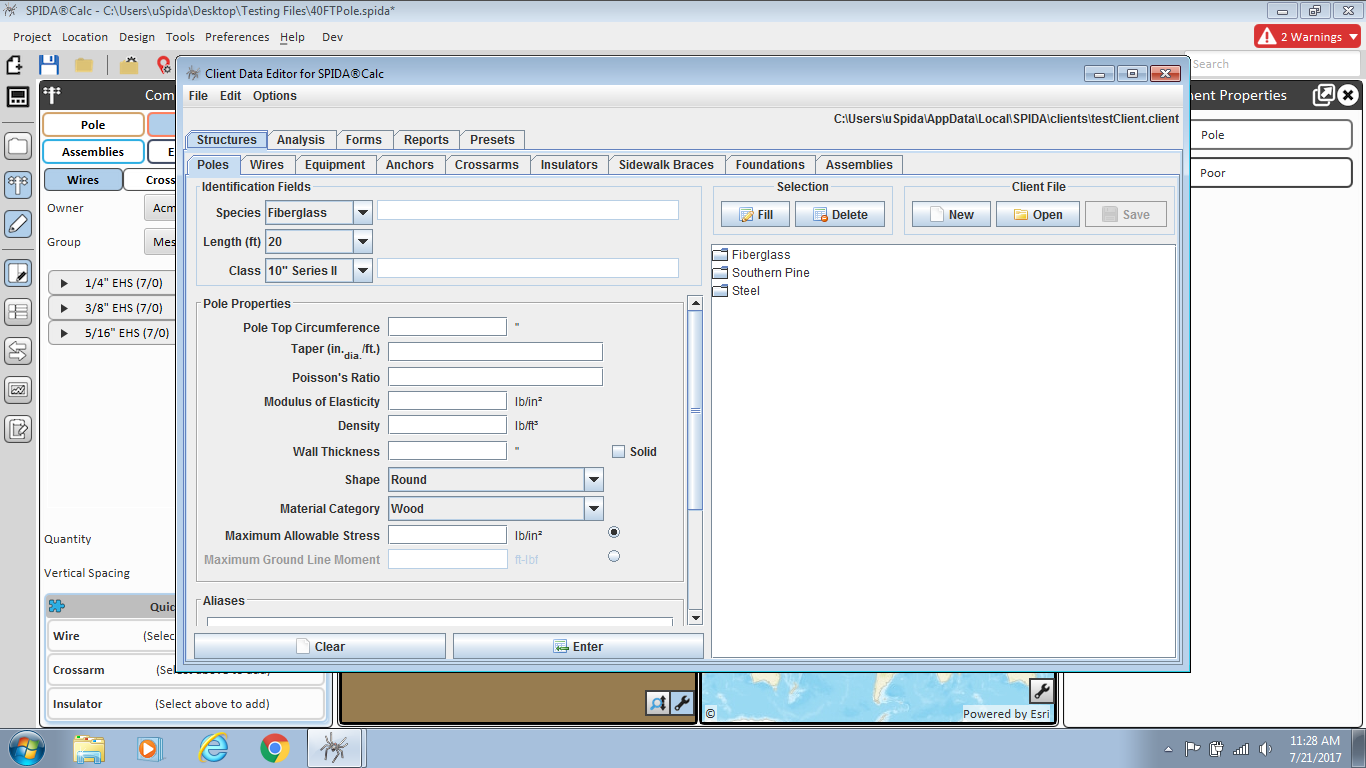 SPIDA®Calc - C:\Users\uSpida\Desktop\Testing Files\40FTPole.spida*
Project Location Design Tools Preferences Help Dev
2 Warnings
Search
Client Data Editor for SPIDA®Calc
File Edit Options
C:\Users\uSpida\AppData\Local\SPIDA\clients\testClient.client
Structures Analysis Forms Reports Presets
Poles Wires Equipment Anchors Crossarms Insulators Sidewalk Braces Foundations Assemblies
Identification Fields
Species Fiberglass
Length (ft) 20
Class 10" Series II
Pole Properties
Pole Top Circumference "
Taper (in.dia./ft.)
Poisson's Ratio
Modulus of Elasticity lb/in²
Density lb/ft³
Wall Thickness " Solid
Shape Round
Material Category Wood
Maximum Allowable Stress lb/in²
Maximum Ground Line Moment ft-lbf
Aliases
Clear Enter
Selection
Fill Delete
Client File
New Open Save
Fiberglass
Southern Pine
Steel
Com
Pole
Assemblies E
Wires Cross
Owner Acm
Group Mes
1/4" EHS (7/0)
3/8" EHS (7/0)
5/16" EHS (7/0)
Quantity
Vertical Spacing
Quic
Wire (Selec
Crossarm (Select above to add)
Insulator (Select above to add)
nent Properties
Pole
Poor
©
Powered by Esri
11:28 AM
7/21/2017